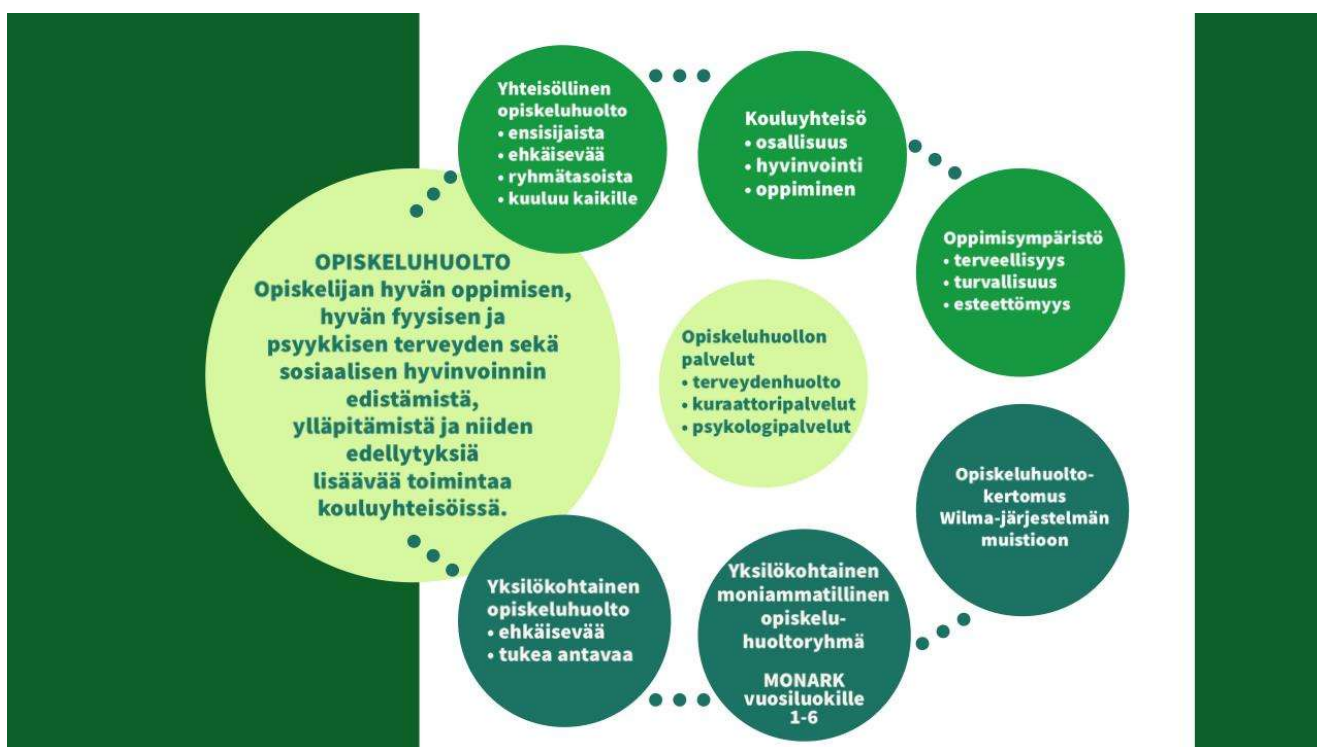 OPISKELUHUOLTO
Opiskelijan hyvän oppimisen,
hyvän fyysisen ja
psyykkisen terveyden sekä
sosiaalisen hyvinvoinnin
edistämistä,
ylläpitämistä ja niiden
edellytyksiä
lisäävää toimintaa
kouluyhteisöissä.
Yhteisöllinen
opiskeluhuolto
• ensisijaista
• ehkäisevää
• ryhmätasoista
• kuuluu kaikille
Kouluyhteisö
• osallisuus
• hyvinvointi
• oppiminen
Oppimisympäristö
• terveellisyys
• turvallisuus
• esteettömyys
Opiskeluhuollon
palvelut
• terveydenhuolto
• kuraattoripalvelut
• psykologipalvelut
Yksilökohtainen
opiskeluhuolto
• ehkäisevää
• tukea antavaa
Yksilökohtainen
moniammatillinen
opiskelu-
huoltoryhmä
MONARK
vuosiluokille
1-6
Opiskeluhuolto-
kertomus
Wilma-järjestelmän
muistioon